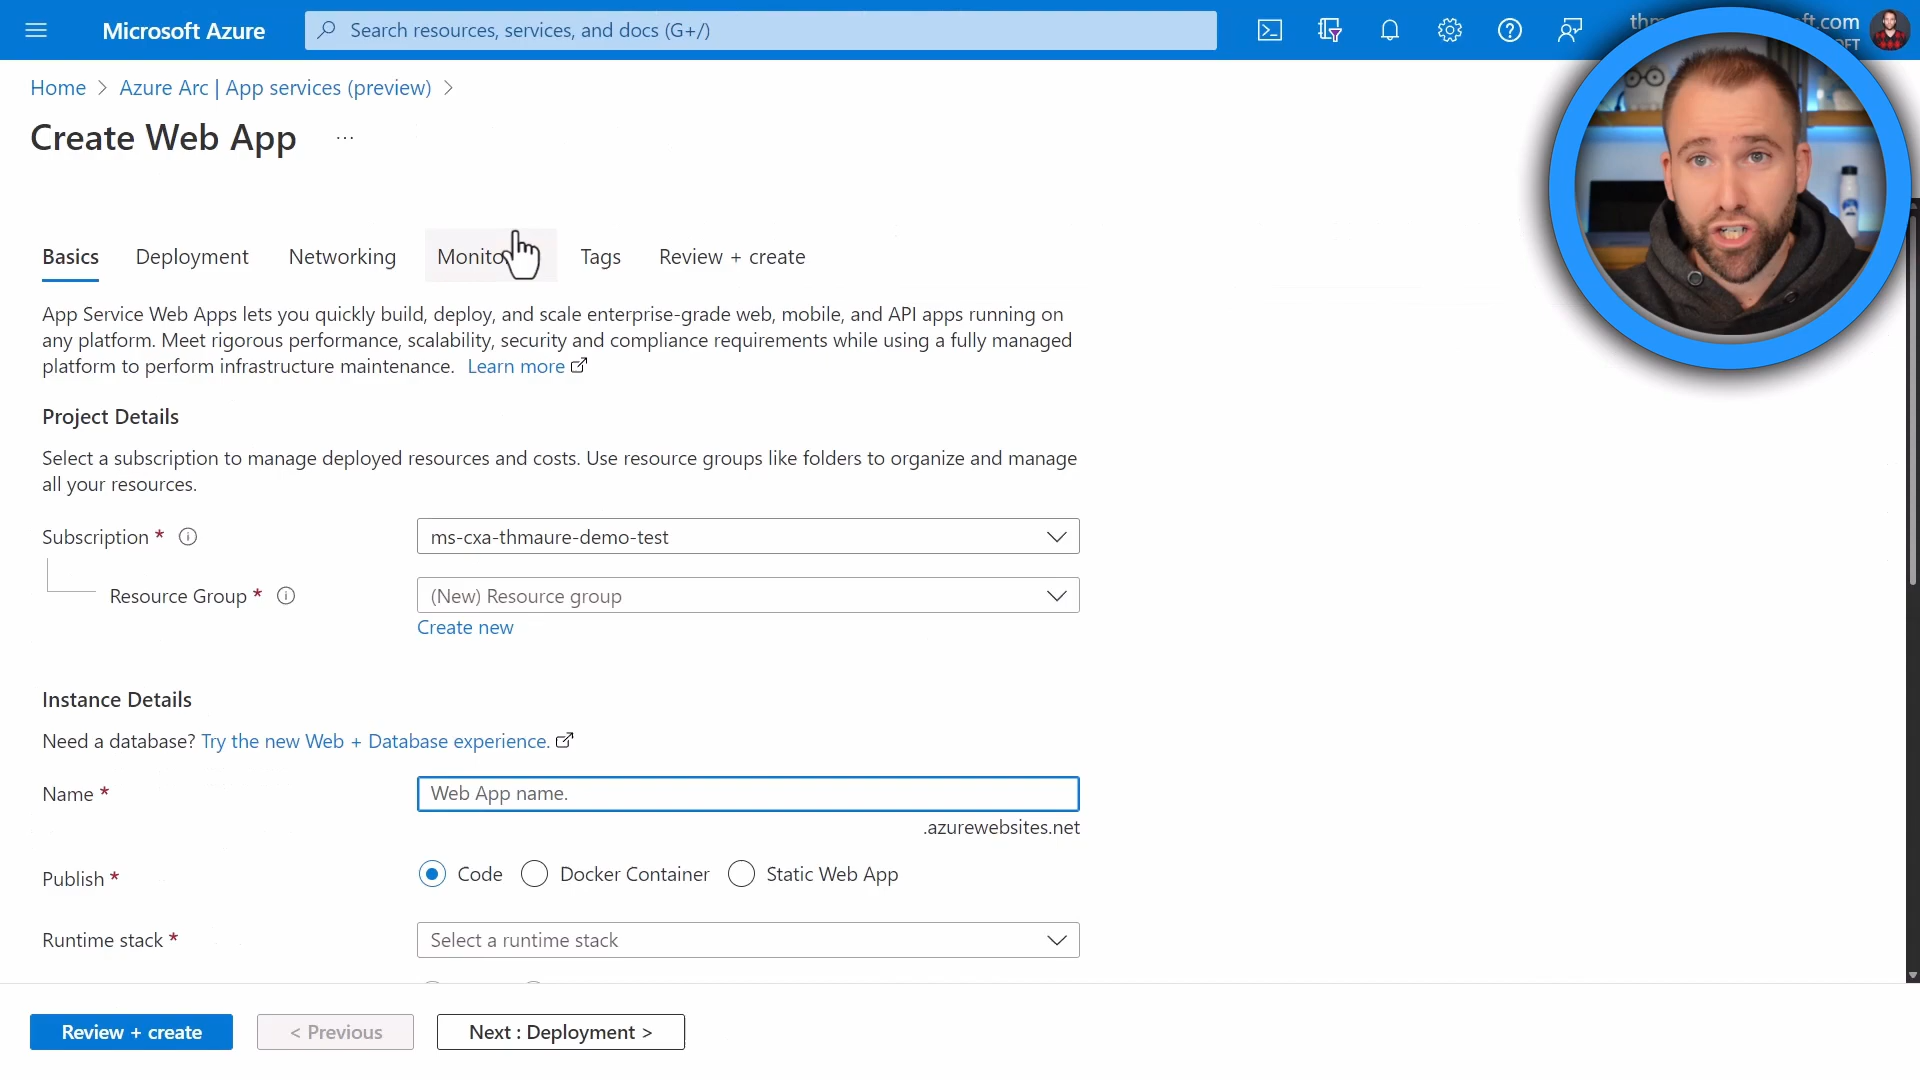 Microsoft Azure
Search resources, services, and docs (G+/)
Home > Azure Arc | App services (preview) >
Create Web App ...
Basics Deployment Networking Tags Review + create
App Service Web Apps lets you quickly build, deploy, and scale enterprise-grade web, mobile, and API apps running on
any platform. Meet rigorous performance, scalability, security and compliance requirements while using a fully managed
platform to perform infrastructure maintenance. Learn more
Project Details
Select a subscription to manage deployed resources and costs. Use resource groups like folders to organize and manage
all your resources.
Subscription * ms-cxa-thmaure-demo-test
Resource Group * (New) Resource group
Create new
Instance Details
Need a database? Try the new Web + Database experience.
Name * Web App name.
.azurewebsites.net
Publish * Code Docker Container Static Web App
Runtime stack * Select a runtime stack
Review + create < Previous Next : Deployment >